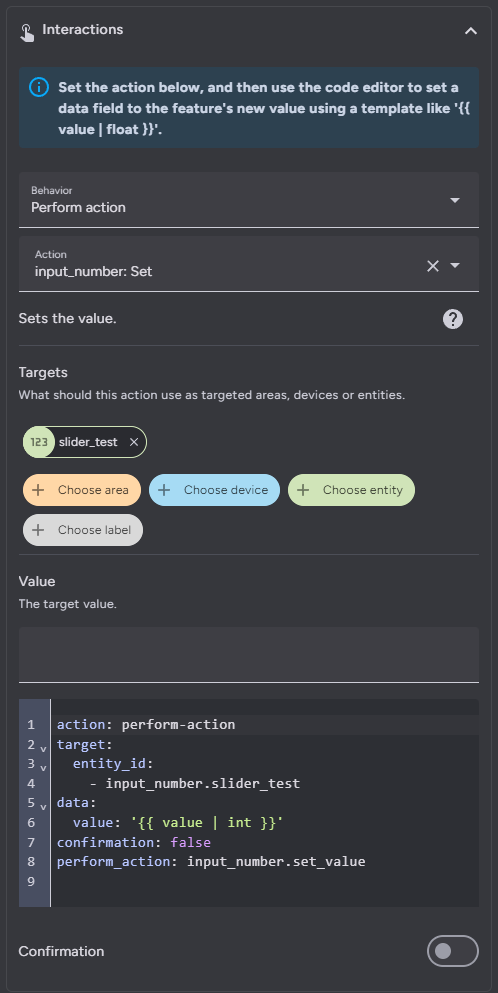 Interactions
Set the action below, and then use the code editor to set a
data field to the feature's new value using a template like '{{
value | float }}'.
Behavior
Perform action
Action
input_number: Set
Sets the value.
Targets
What should this action use as targeted areas, devices or entities.
123 slider_test
Choose area Choose device Choose entity
Choose label
Value
The target value.
1 action: perform-action
2 target:
3 entity_id:
4 - input_number.slider_test
5 data:
6 value: '{{ value | int }}'
7 confirmation: false
8 perform_action: input_number.set_value
9
Confirmation